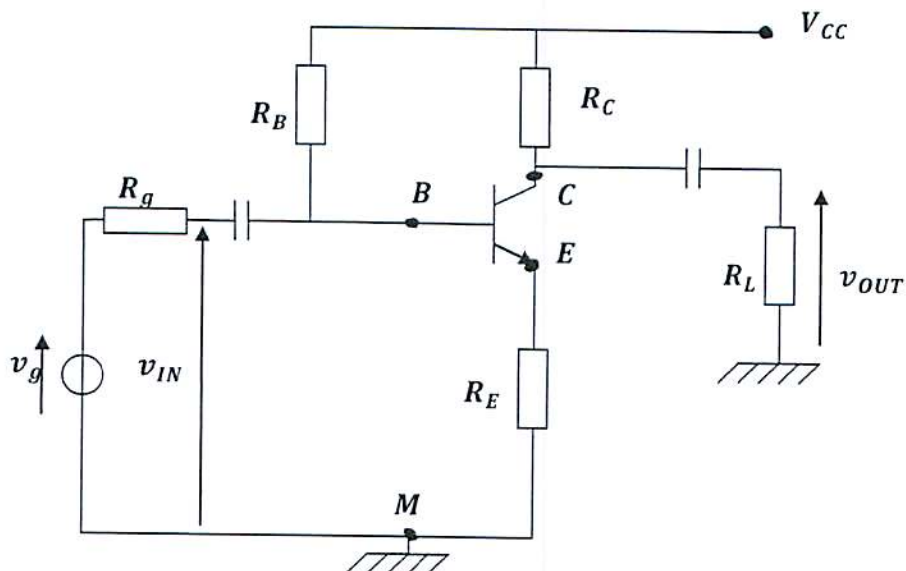 V_CC
R_B
R_C
R_g
B
C
E
R_L
v_OUT
v_g
v_IN
R_E
M